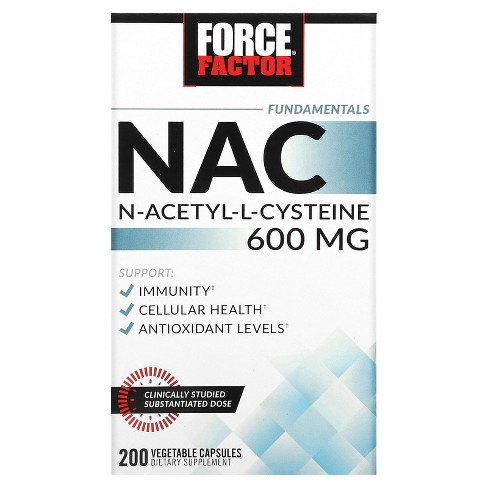 FORCE
FACTOR®
FUNDAMENTALS
NAC
N-ACETYL-L-CYSTEINE
600 MG
SUPPORT:
IMMUNITY‡
CELLULAR HEALTH†
ANTIOXIDANT LEVELS†
CLINICALLY STUDIED
SUBSTANTIATED DOSE
200 VEGETABLE CAPSULES
DIETARY SUPPLEMENT